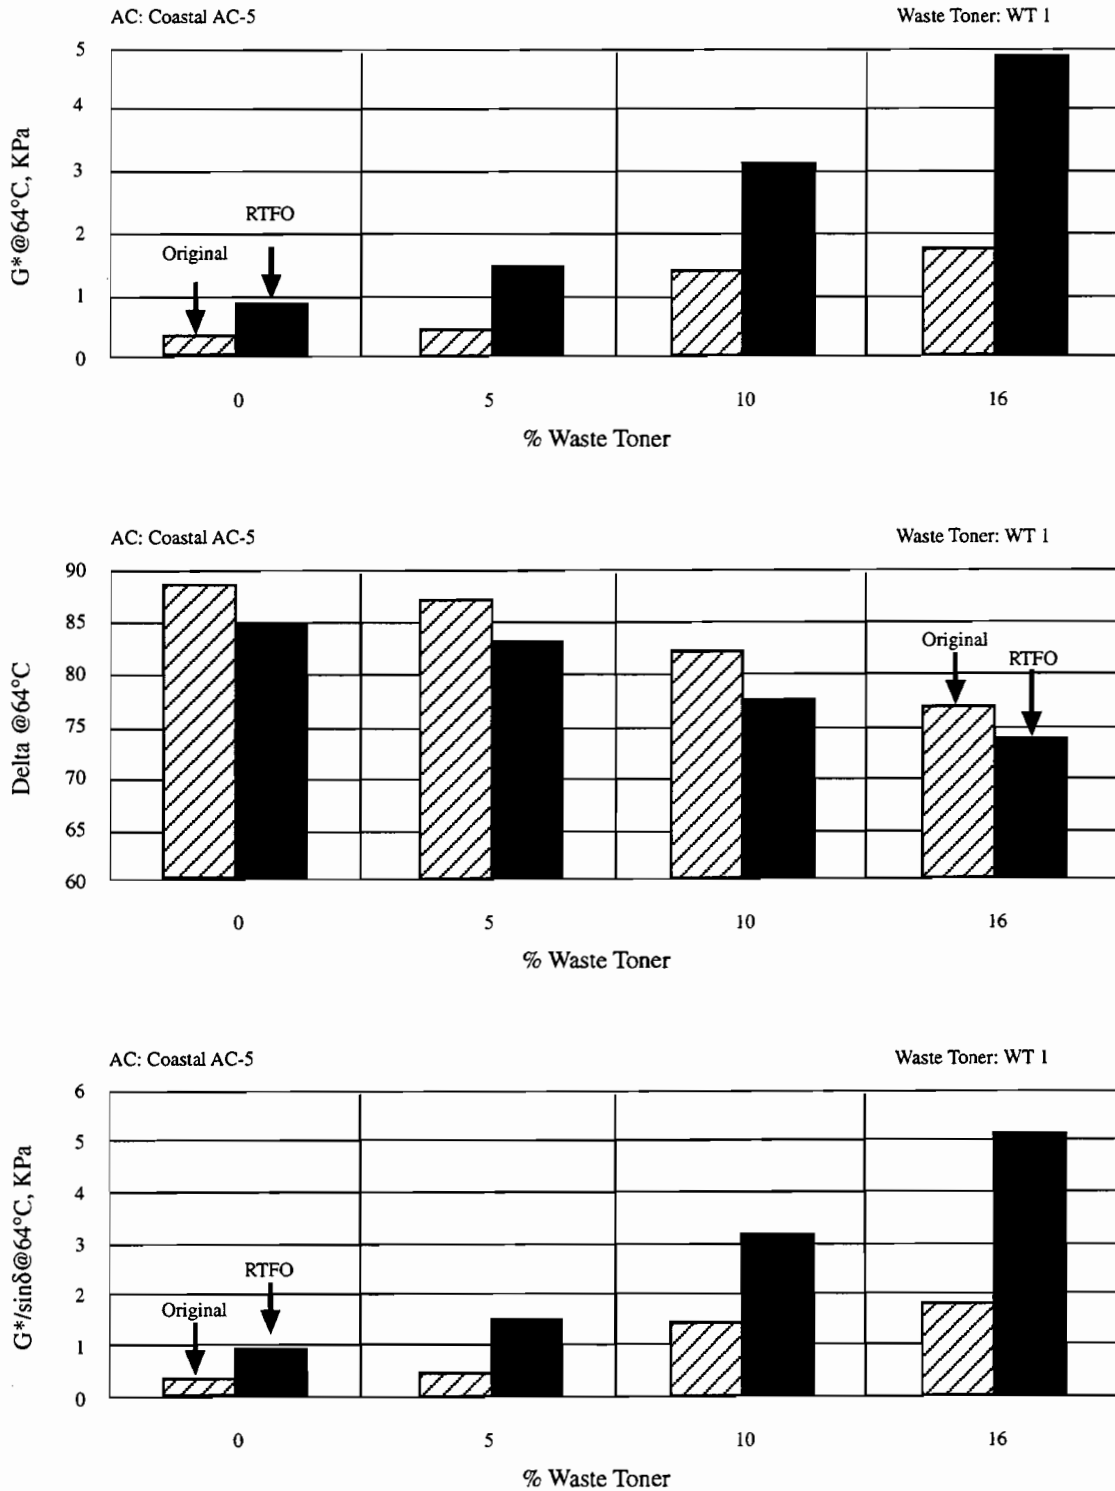 AC: Coastal AC-5 Waste Toner: WT 1
G*@64°C, KPa
5
4
3
2
1
0
Original
RTFO
0 5 10 16
% Waste Toner
AC: Coastal AC-5 Waste Toner: WT 1
Delta @64°C
90
85
80
75
70
65
60
Original
RTFO
0 5 10 16
% Waste Toner
AC: Coastal AC-5 Waste Toner: WT 1
G*/sinδ@64°C, KPa
6
5
4
3
2
1
0
Original
RTFO
0 5 10 16
% Waste Toner